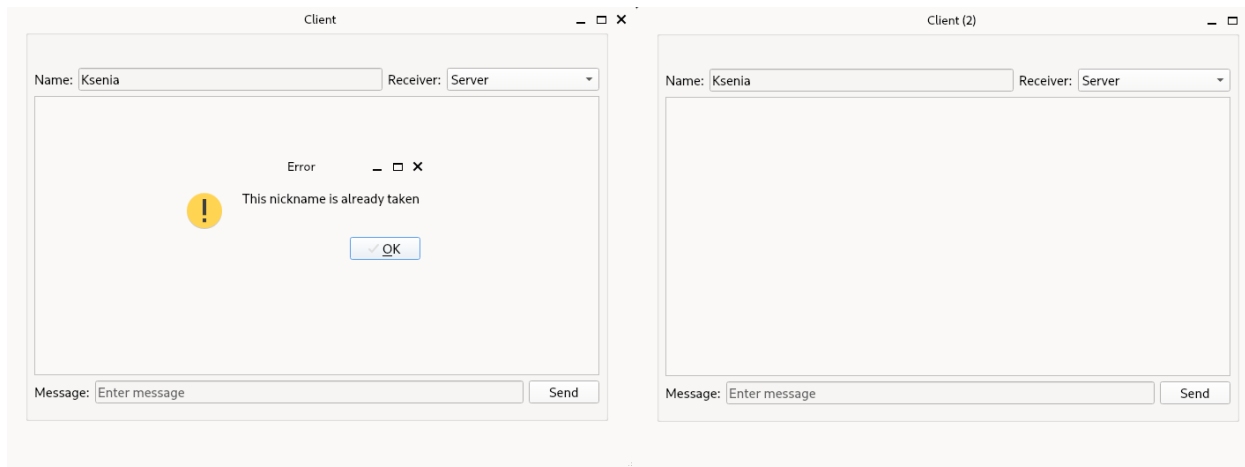 Client
Name: Ksenia Receiver: Server
Error
This nickname is already taken
OK
Message: Enter message Send
Client (2)
Name: Ksenia Receiver: Server
Message: Enter message Send